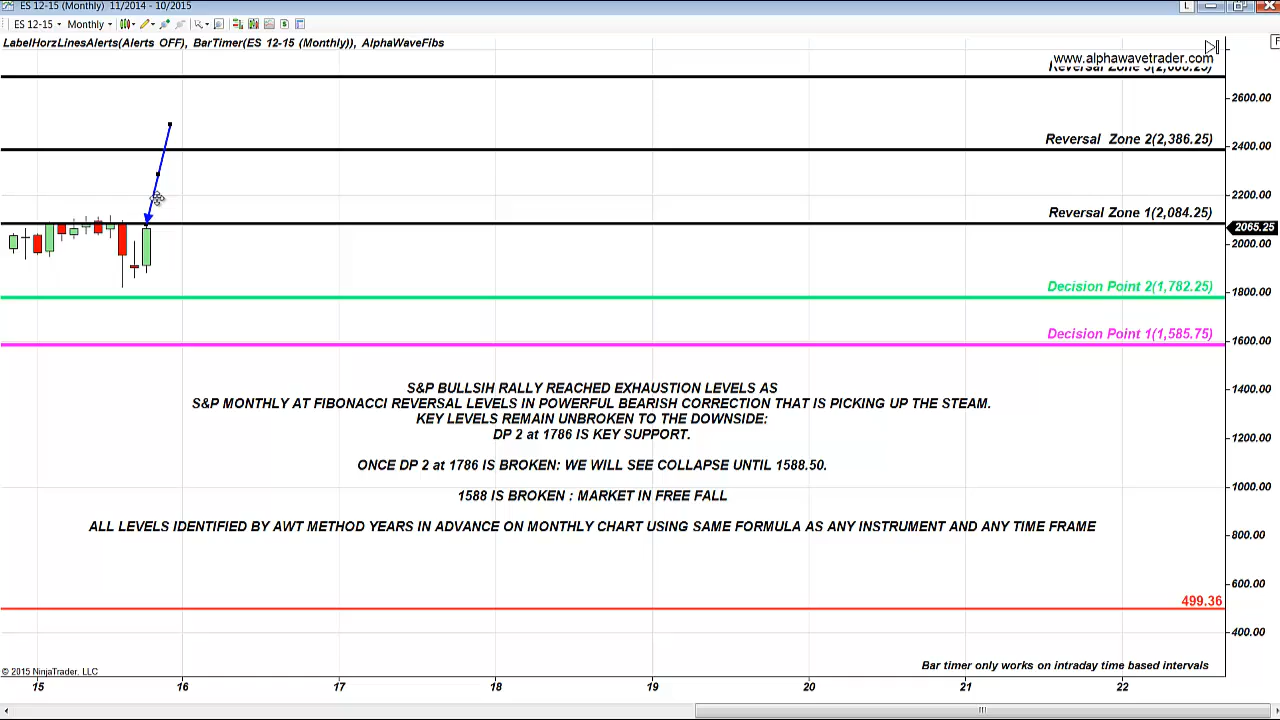 ES 12-15 (Monthly) 11/2014 - 10/2015
L
ES 12-15 Monthly
LabelHorzLinesAlerts(Alerts OFF), BarTimer(ES 12-15 (Monthly)), AlphaWaveFibs
F
www.alphawavetrader.com
2600.00
Reversal Zone 2(2,386.25)
2400.00
2200.00
Reversal Zone 1(2,084.25)
2065.25
2000.00
Decision Point 2(1,782.25)
1800.00
Decision Point 1(1,585.75)
1600.00
S&P BULLSIH RALLY REACHED EXHAUSTION LEVELS AS
1400.00
S&P MONTHLY AT FIBONACCI REVERSAL LEVELS IN POWERFUL BEARISH CORRECTION THAT IS PICKING UP THE STEAM.
KEY LEVELS REMAIN UNBROKEN TO THE DOWNSIDE:
DP 2 at 1786 IS KEY SUPPORT.
1200.00
ONCE DP 2 at 1786 IS BROKEN: WE WILL SEE COLLAPSE UNTIL 1588.50.
1000.00
1588 IS BROKEN : MARKET IN FREE FALL
ALL LEVELS IDENTIFIED BY AWT METHOD YEARS IN ADVANCE ON MONTHLY CHART USING SAME FORMULA AS ANY INSTRUMENT AND ANY TIME FRAME
800.00
600.00
499.36
400.00
Bar timer only works on intraday time based intervals
© 2015 NinjaTrader, LLC
15 16 17 18 19 20 21 22